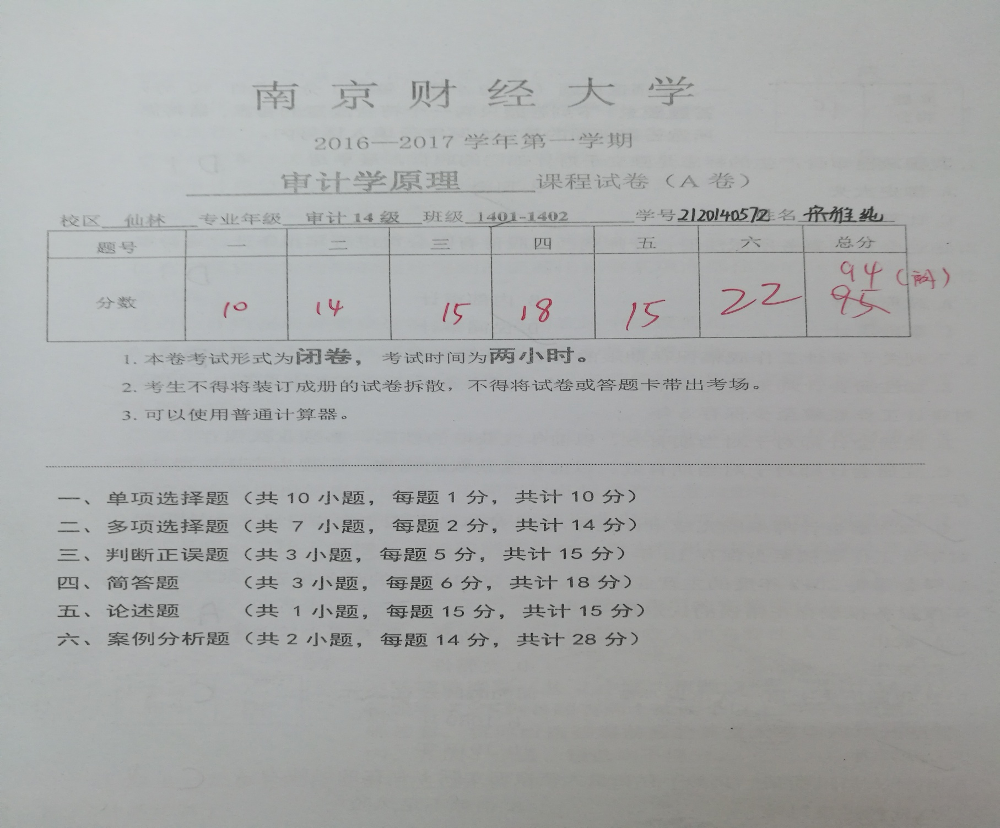 南京财经大学
2016—2017 学年第一学期
审计学原理 课程试卷（A 卷）
校区 仙林 专业年级 审计 14 级 班级 1401-1402 学号 2120140572 姓名 宋雅纯
题号 一 二 三 四 五 六 总分
94
分数 10 14 15 18 15 22 95
1. 本卷考试形式为闭卷，考试时间为两小时。
2. 考生不得将装订成册的试卷拆散，不得将试卷或答题卡带出考场。
3. 可以使用普通计算器。
一、单项选择题（共 10 小题，每题 1 分，共计 10 分）
二、多项选择题（共 7 小题，每题 2 分，共计 14 分）
三、判断正误题（共 3 小题，每题 5 分，共计 15 分）
四、简答题 （共 3 小题，每题 6 分，共计 18 分）
五、论述题 （共 1 小题，每题 15 分，共计 15 分）
六、案例分析题（共 2 小题，每题 14 分，共计 28 分）